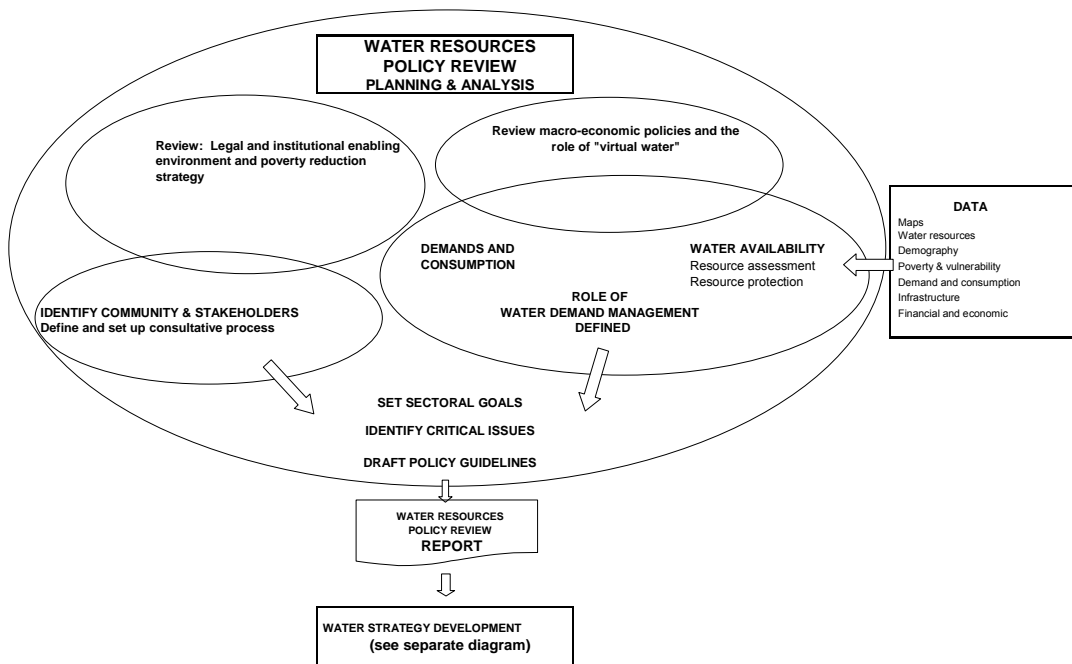 WATER RESOURCES
POLICY REVIEW
PLANNING & ANALYSIS
Review: Legal and institutional enabling
environment and poverty reduction
strategy
Review macro-economic policies and the
role of "virtual water"
DEMANDS AND
CONSUMPTION
WATER AVAILABILITY
Resource assessment
Resource protection
ROLE OF
WATER DEMAND MANAGEMENT
DEFINED
DATA
Maps
Water resources
Demography
Poverty & vulnerability
Demand and consumption
Infrastructure
Financial and economic
IDENTIFY COMMUNITY & STAKEHOLDERS
Define and set up consultative process
SET SECTORAL GOALS
IDENTIFY CRITICAL ISSUES
DRAFT POLICY GUIDELINES
WATER RESOURCES
POLICY REVIEW
REPORT
WATER STRATEGY DEVELOPMENT
(see separate diagram)